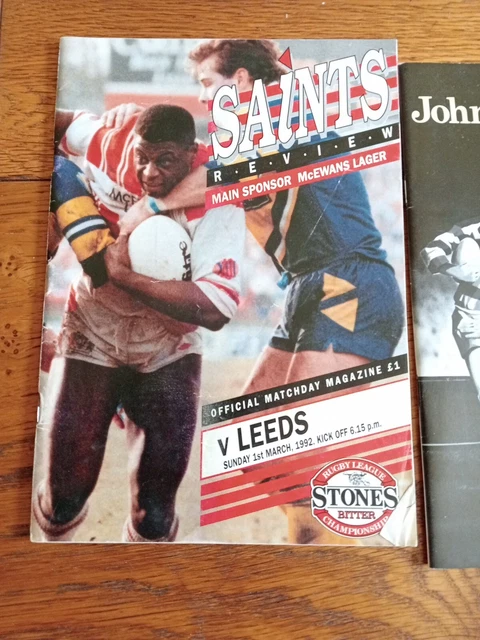 SAiNTS
R·E·V·I·E·W
MAIN SPONSOR McEWANS LAGER
OFFICIAL MATCHDAY MAGAZINE £1
v LEEDS
SUNDAY 1st MARCH, 1992. KICK OFF 6.15 p.m.
RUGBY LEAGUE
STONES
BITTER
CHAMPIONSHIP
John